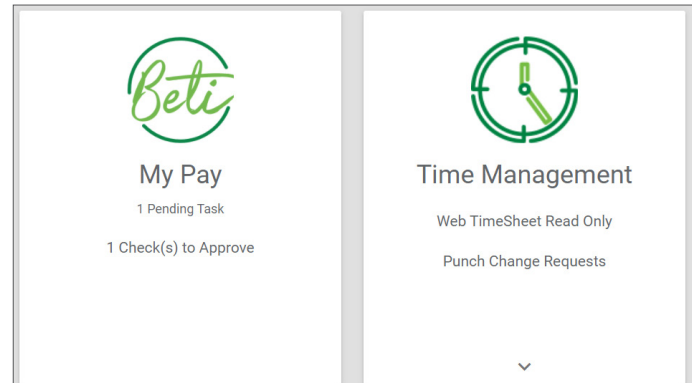 Beti
My Pay
1 Pending Task
1 Check(s) to Approve
Time Management
Web TimeSheet Read Only
Punch Change Requests